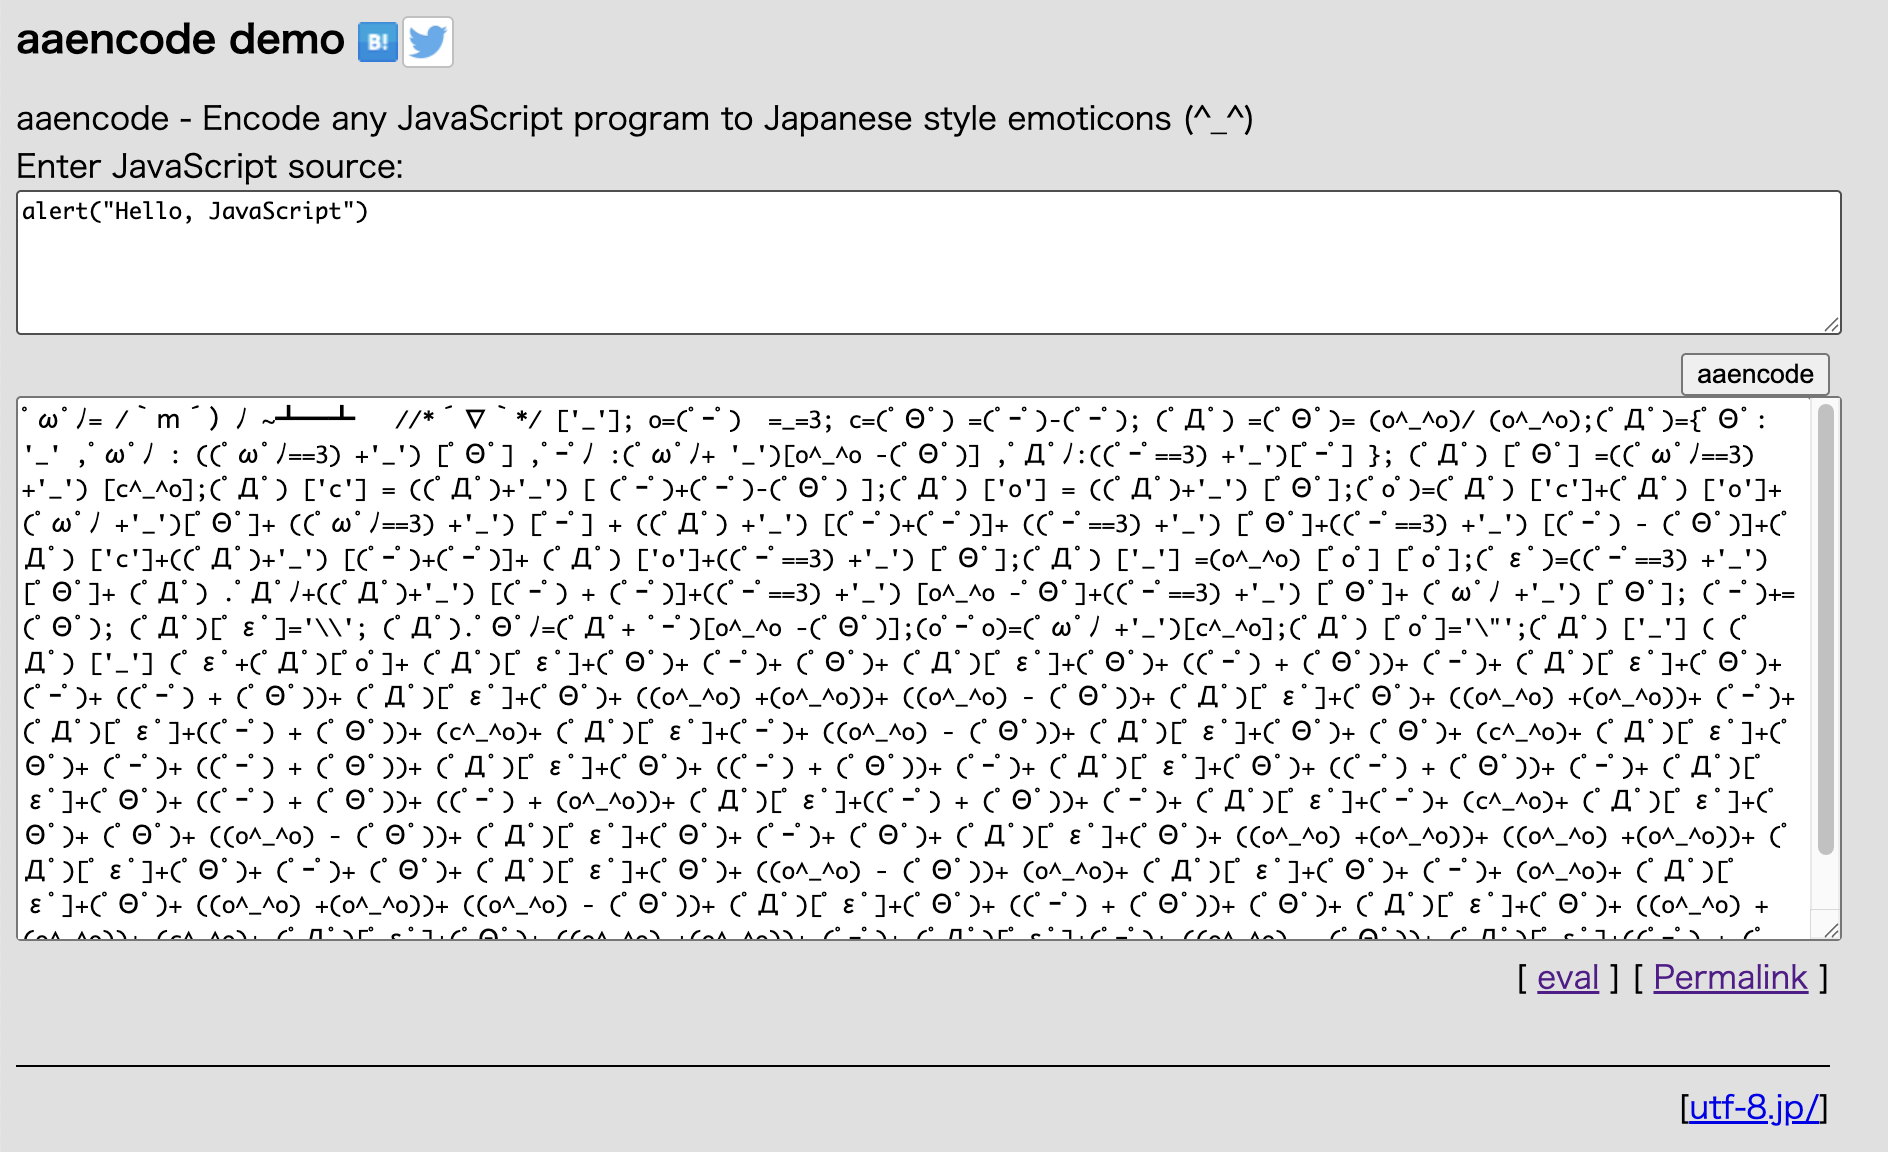 aaencode demo B!
aaencode - Encode any JavaScript program to Japanese style emoticons (^_^)
Enter JavaScript source:
alert("Hello, JavaScript")
aaencode
ﾟωﾟﾉ= /｀ｍ´）ﾉ ~┻━┻   //*´∇｀*/ ['_']; o=(ﾟｰﾟ)  =_=3; c=(ﾟΘﾟ) =(ﾟｰﾟ)-(ﾟｰﾟ); (ﾟДﾟ) =(ﾟΘﾟ)= (o^_^o)/ (o^_^o);(ﾟДﾟ)={ﾟΘﾟ:
'_' ,ﾟωﾟﾉ : ((ﾟωﾟﾉ==3) +'_') [ﾟΘﾟ] ,ﾟｰﾟﾉ :(ﾟωﾟﾉ+ '_')[o^_^o -(ﾟΘﾟ)] ,ﾟДﾟﾉ:((ﾟｰﾟ==3) +'_')[ﾟｰﾟ] }; (ﾟДﾟ) [ﾟΘﾟ] =((ﾟωﾟﾉ==3)
+'_') [c^_^o];(ﾟДﾟ) ['c'] = ((ﾟДﾟ)+'_') [ (ﾟｰﾟ)+(ﾟｰﾟ)-(ﾟΘﾟ) ];(ﾟДﾟ) ['o'] = ((ﾟДﾟ)+'_') [ﾟΘﾟ];(ﾟoﾟ)=(ﾟДﾟ) ['c']+(ﾟДﾟ) ['o']+
(ﾟωﾟﾉ +'_')[ﾟΘﾟ]+ ((ﾟωﾟﾉ==3) +'_') [ﾟｰﾟ] + ((ﾟДﾟ) +'_') [(ﾟｰﾟ)+(ﾟｰﾟ)]+ ((ﾟｰﾟ==3) +'_') [ﾟΘﾟ]+((ﾟｰﾟ==3) +'_') [(ﾟｰﾟ) - (ﾟΘﾟ)]+(ﾟ
Дﾟ) ['c']+((ﾟДﾟ)+'_') [(ﾟｰﾟ)+(ﾟｰﾟ)]+ (ﾟДﾟ) ['o']+((ﾟｰﾟ==3) +'_') [ﾟΘﾟ];(ﾟДﾟ) ['_'] =(o^_^o) [ﾟoﾟ] [ﾟoﾟ];(ﾟεﾟ)=((ﾟｰﾟ==3) +'_')
[ﾟΘﾟ]+ (ﾟДﾟ) .ﾟДﾟﾉ+((ﾟДﾟ)+'_') [(ﾟｰﾟ) + (ﾟｰﾟ)]+((ﾟｰﾟ==3) +'_') [o^_^o -ﾟΘﾟ]+((ﾟｰﾟ==3) +'_') [ﾟΘﾟ]+ (ﾟωﾟﾉ +'_') [ﾟΘﾟ]; (ﾟｰﾟ)+=
(ﾟΘﾟ); (ﾟДﾟ)[ﾟεﾟ]='\\'; (ﾟДﾟ).ﾟΘﾟﾉ=(ﾟДﾟ+ ﾟｰﾟ)[o^_^o -(ﾟΘﾟ)];(oﾟｰﾟo)=(ﾟωﾟﾉ +'_')[c^_^o];(ﾟДﾟ) [ﾟoﾟ]='\"';(ﾟДﾟ) ['_'] ( (ﾟ
Дﾟ) ['_'] (ﾟεﾟ+(ﾟДﾟ)[ﾟoﾟ]+ (ﾟДﾟ)[ﾟεﾟ]+(ﾟΘﾟ)+ (ﾟｰﾟ)+ (ﾟΘﾟ)+ (ﾟДﾟ)[ﾟεﾟ]+(ﾟΘﾟ)+ ((ﾟｰﾟ) + (ﾟΘﾟ))+ (ﾟｰﾟ)+ (ﾟДﾟ)[ﾟεﾟ]+(ﾟΘﾟ)+
(ﾟｰﾟ)+ ((ﾟｰﾟ) + (ﾟΘﾟ))+ (ﾟДﾟ)[ﾟεﾟ]+(ﾟΘﾟ)+ ((o^_^o) +(o^_^o))+ ((o^_^o) - (ﾟΘﾟ))+ (ﾟДﾟ)[ﾟεﾟ]+(ﾟΘﾟ)+ ((o^_^o) +(o^_^o))+ (ﾟｰﾟ)+
(ﾟДﾟ)[ﾟεﾟ]+((ﾟｰﾟ) + (ﾟΘﾟ))+ (c^_^o)+ (ﾟДﾟ)[ﾟεﾟ]+(ﾟｰﾟ)+ ((o^_^o) - (ﾟΘﾟ))+ (ﾟДﾟ)[ﾟεﾟ]+(ﾟΘﾟ)+ (ﾟΘﾟ)+ (c^_^o)+ (ﾟДﾟ)[ﾟεﾟ]+(ﾟ
Θﾟ)+ (ﾟｰﾟ)+ ((ﾟｰﾟ) + (ﾟΘﾟ))+ (ﾟДﾟ)[ﾟεﾟ]+(ﾟΘﾟ)+ ((ﾟｰﾟ) + (ﾟΘﾟ))+ (ﾟｰﾟ)+ (ﾟДﾟ)[ﾟεﾟ]+(ﾟΘﾟ)+ ((ﾟｰﾟ) + (ﾟΘﾟ))+ (ﾟｰﾟ)+ (ﾟДﾟ)[ﾟ
εﾟ]+(ﾟΘﾟ)+ ((ﾟｰﾟ) + (ﾟΘﾟ))+ ((ﾟｰﾟ) + (o^_^o))+ (ﾟДﾟ)[ﾟεﾟ]+((ﾟｰﾟ) + (ﾟΘﾟ))+ (ﾟｰﾟ)+ (ﾟДﾟ)[ﾟεﾟ]+(ﾟｰﾟ)+ (c^_^o)+ (ﾟДﾟ)[ﾟεﾟ]+(ﾟ
Θﾟ)+ (ﾟΘﾟ)+ ((o^_^o) - (ﾟΘﾟ))+ (ﾟДﾟ)[ﾟεﾟ]+(ﾟΘﾟ)+ (ﾟｰﾟ)+ (ﾟΘﾟ)+ (ﾟДﾟ)[ﾟεﾟ]+(ﾟΘﾟ)+ ((o^_^o) +(o^_^o))+ ((o^_^o) +(o^_^o))+ (ﾟ
Дﾟ)[ﾟεﾟ]+(ﾟΘﾟ)+ (ﾟｰﾟ)+ (ﾟΘﾟ)+ (ﾟДﾟ)[ﾟεﾟ]+(ﾟΘﾟ)+ ((o^_^o) - (ﾟΘﾟ))+ (o^_^o)+ (ﾟДﾟ)[ﾟεﾟ]+(ﾟΘﾟ)+ (ﾟｰﾟ)+ (o^_^o)+ (ﾟДﾟ)[ﾟ
εﾟ]+(ﾟΘﾟ)+ ((o^_^o) +(o^_^o))+ ((o^_^o) - (ﾟΘﾟ))+ (ﾟДﾟ)[ﾟεﾟ]+(ﾟΘﾟ)+ ((ﾟｰﾟ) + (ﾟΘﾟ))+ (ﾟΘﾟ)+ (ﾟДﾟ)[ﾟεﾟ]+(ﾟΘﾟ)+ ((o^_^o) +
[ eval ] [ Permalink ]
[utf-8.jp/]